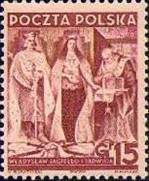 POCZTA POLSKA
GR 15
WŁADYSŁAW JAGIEŁŁO I JADWIGA